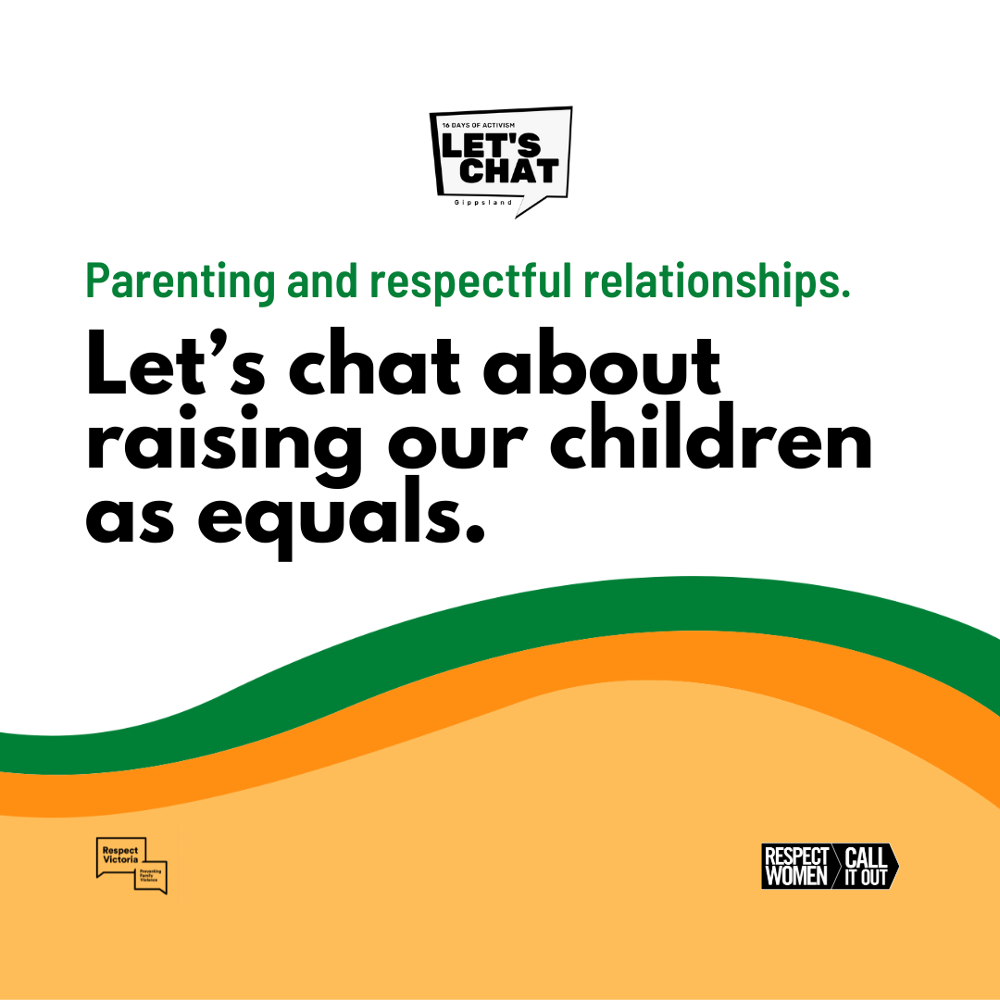 16 DAYS OF ACTIVISM
LET'S
CHAT
Gippsland
Parenting and respectful relationships.
Let’s chat about
raising our children
as equals.
Respect
Victoria
Preventing
Family
Violence
RESPECT
WOMEN
CALL
IT OUT